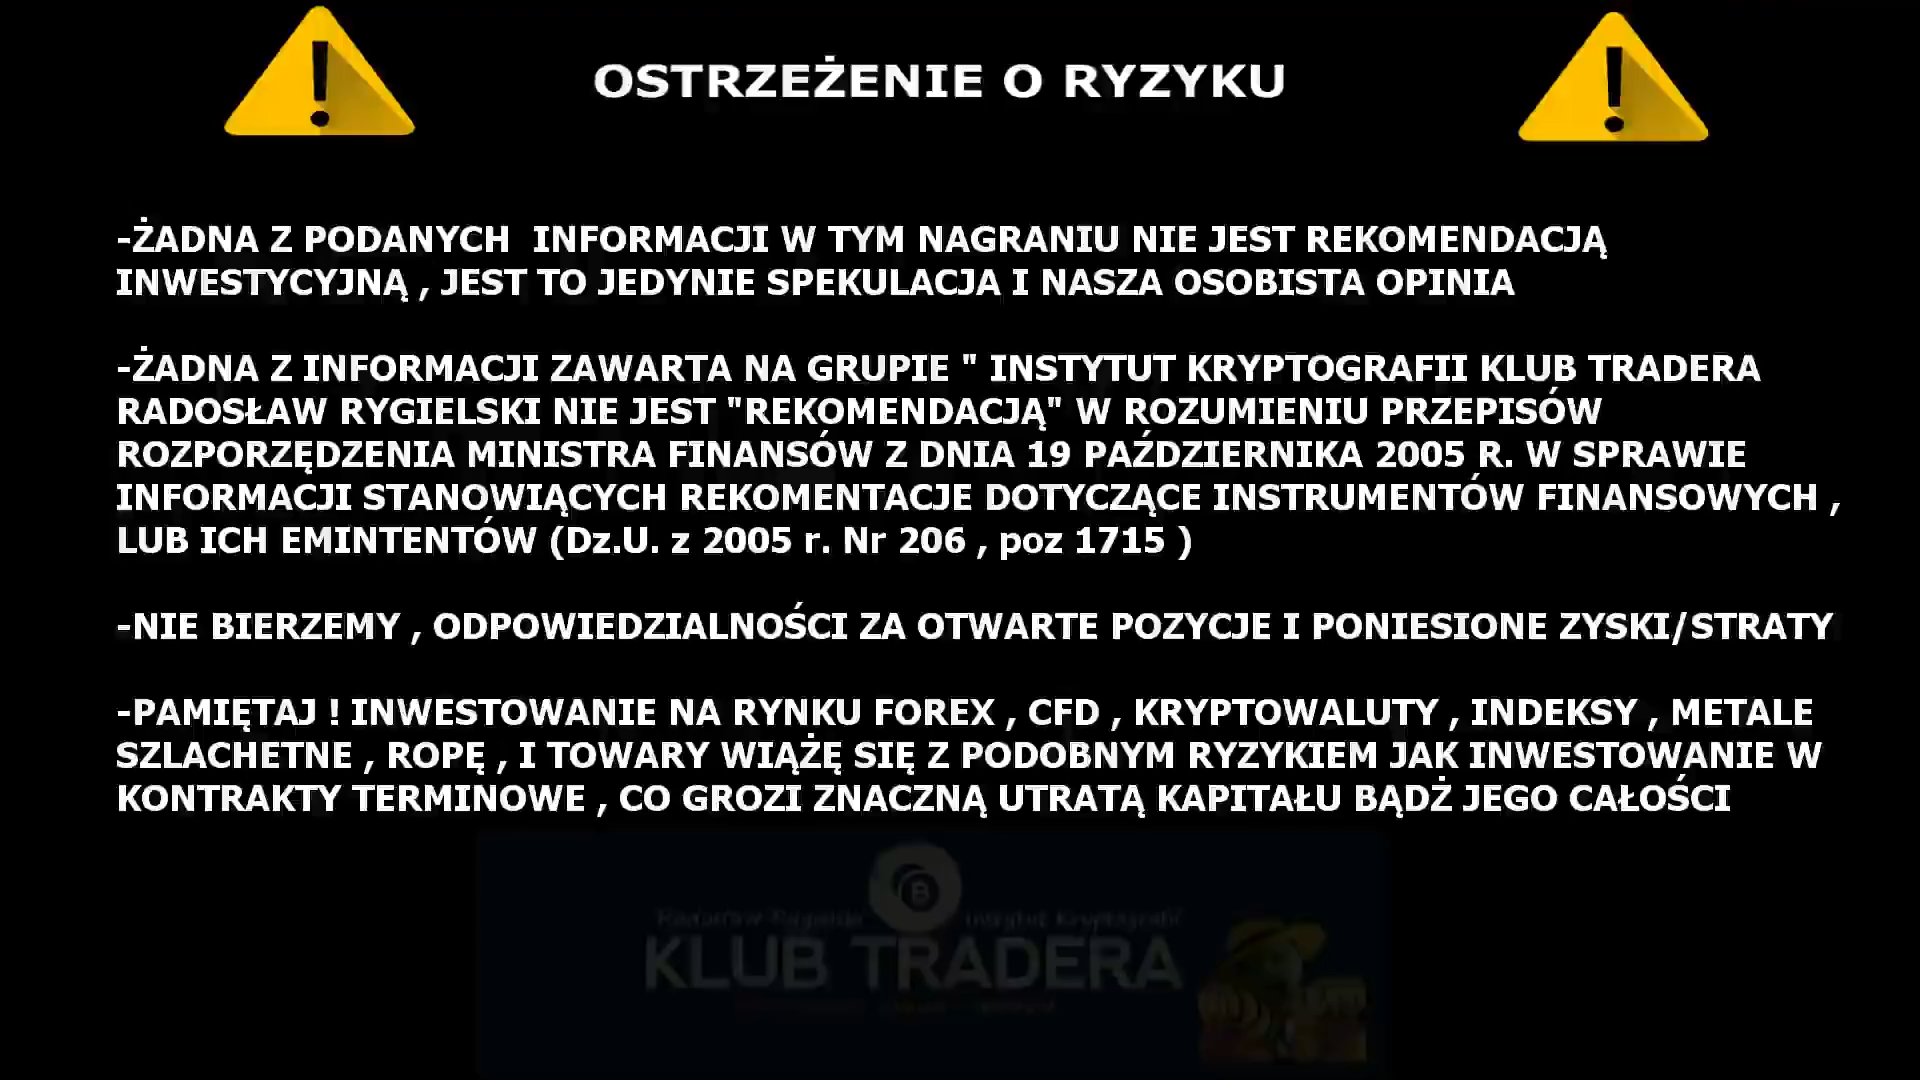 OSTRZEŻENIE O RYZYKU
-ŻADNA Z PODANYCH INFORMACJI W TYM NAGRANIU NIE JEST REKOMENDACJĄ
INWESTYCYJNĄ , JEST TO JEDYNIE SPEKULACJA I NASZA OSOBISTA OPINIA
-ŻADNA Z INFORMACJI ZAWARTA NA GRUPIE " INSTYTUT KRYPTOGRAFII KLUB TRADERA
RADOSŁAW RYGIELSKI NIE JEST "REKOMENDACJĄ" W ROZUMIENIU PRZEPISÓW
ROZPORZĘDZENIA MINISTRA FINANSÓW Z DNIA 19 PAŹDZIERNIKA 2005 R. W SPRAWIE
INFORMACJI STANOWIĄCYCH REKOMENTACJE DOTYCZĄCE INSTRUMENTÓW FINANSOWYCH ,
LUB ICH EMINTENTÓW (Dz.U. z 2005 r. Nr 206 , poz 1715 )
-NIE BIERZEMY , ODPOWIEDZIALNOŚCI ZA OTWARTE POZYCJE I PONIESIONE ZYSKI/STRATY
-PAMIĘTAJ ! INWESTOWANIE NA RYNKU FOREX , CFD , KRYPTOWALUTY , INDEKSY , METALE
SZLACHETNE , ROPĘ , I TOWARY WIĄŻĘ SIĘ Z PODOBNYM RYZYKIEM JAK INWESTOWANIE W
KONTRAKTY TERMINOWE , CO GROZI ZNACZNĄ UTRATĄ KAPITAŁU BĄDŻ JEGO CAŁOŚCI
KLUB TRADERA